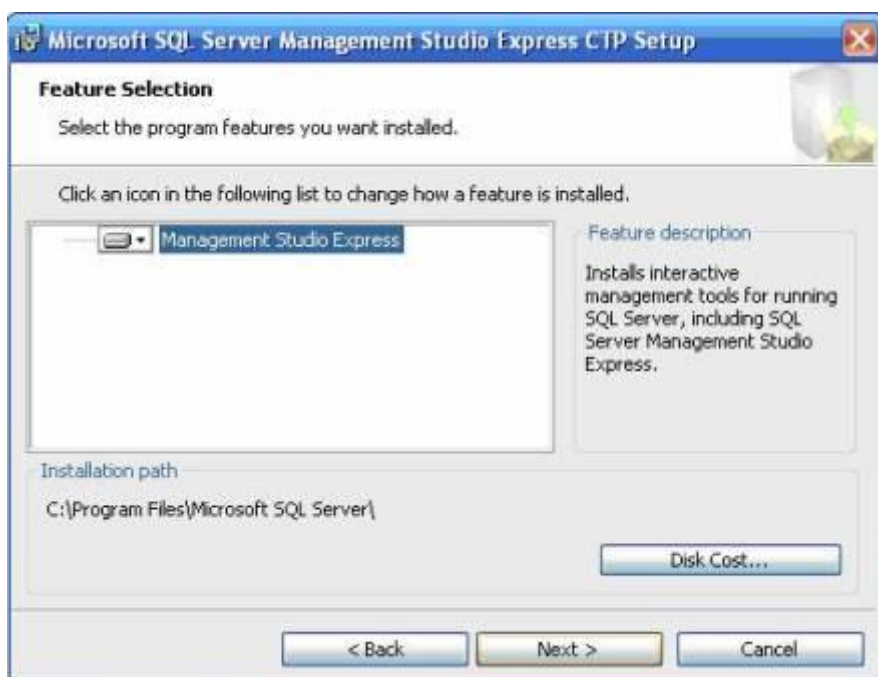 Microsoft SQL Server Management Studio Express CTP Setup
Feature Selection
Select the program features you want installed.
Click an icon in the following list to change how a feature is installed.
Management Studio Express
Feature description
Installs interactive
management tools for running
SQL Server, including SQL
Server Management Studio
Express.
Installation path
C:\Program Files\Microsoft SQL Server\
Disk Cost...
< Back
Next >
Cancel